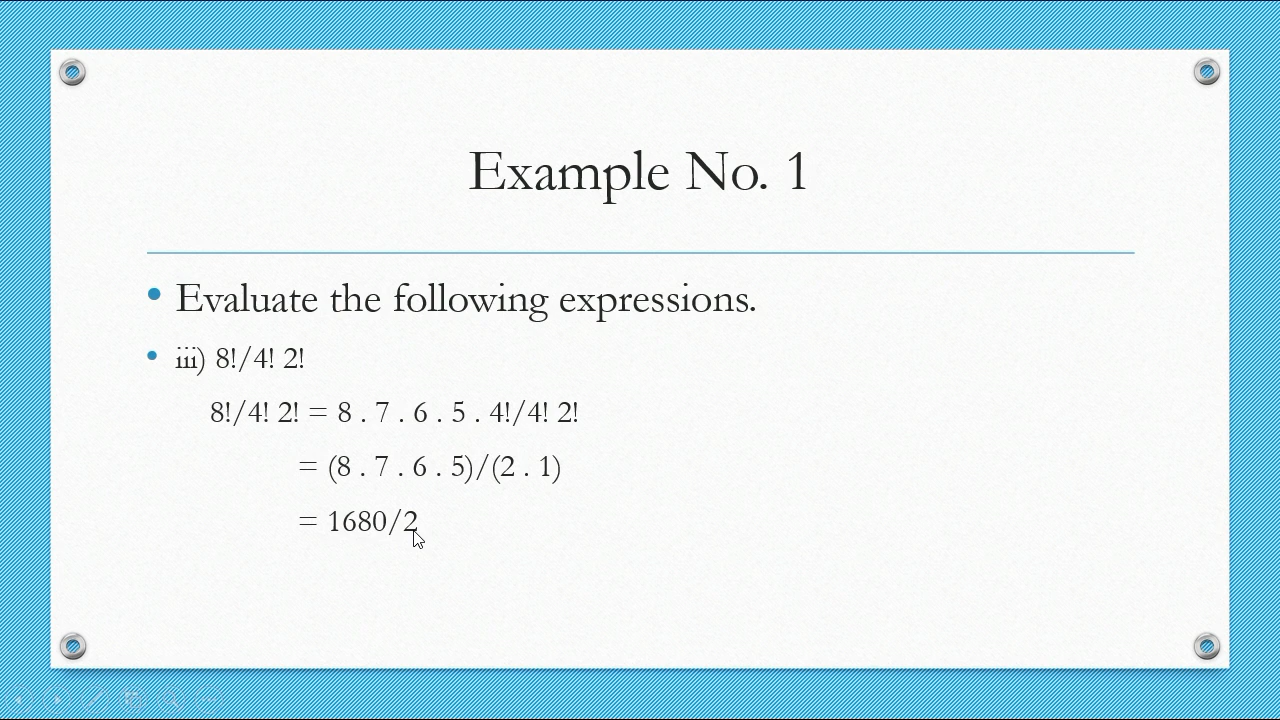 Example No. 1
• Evaluate the following expressions.
• iii) 8!/4! 2!
8!/4! 2! = 8 . 7 . 6 . 5 . 4!/4! 2!
= (8 . 7 . 6 . 5)/(2 . 1)
= 1680/2